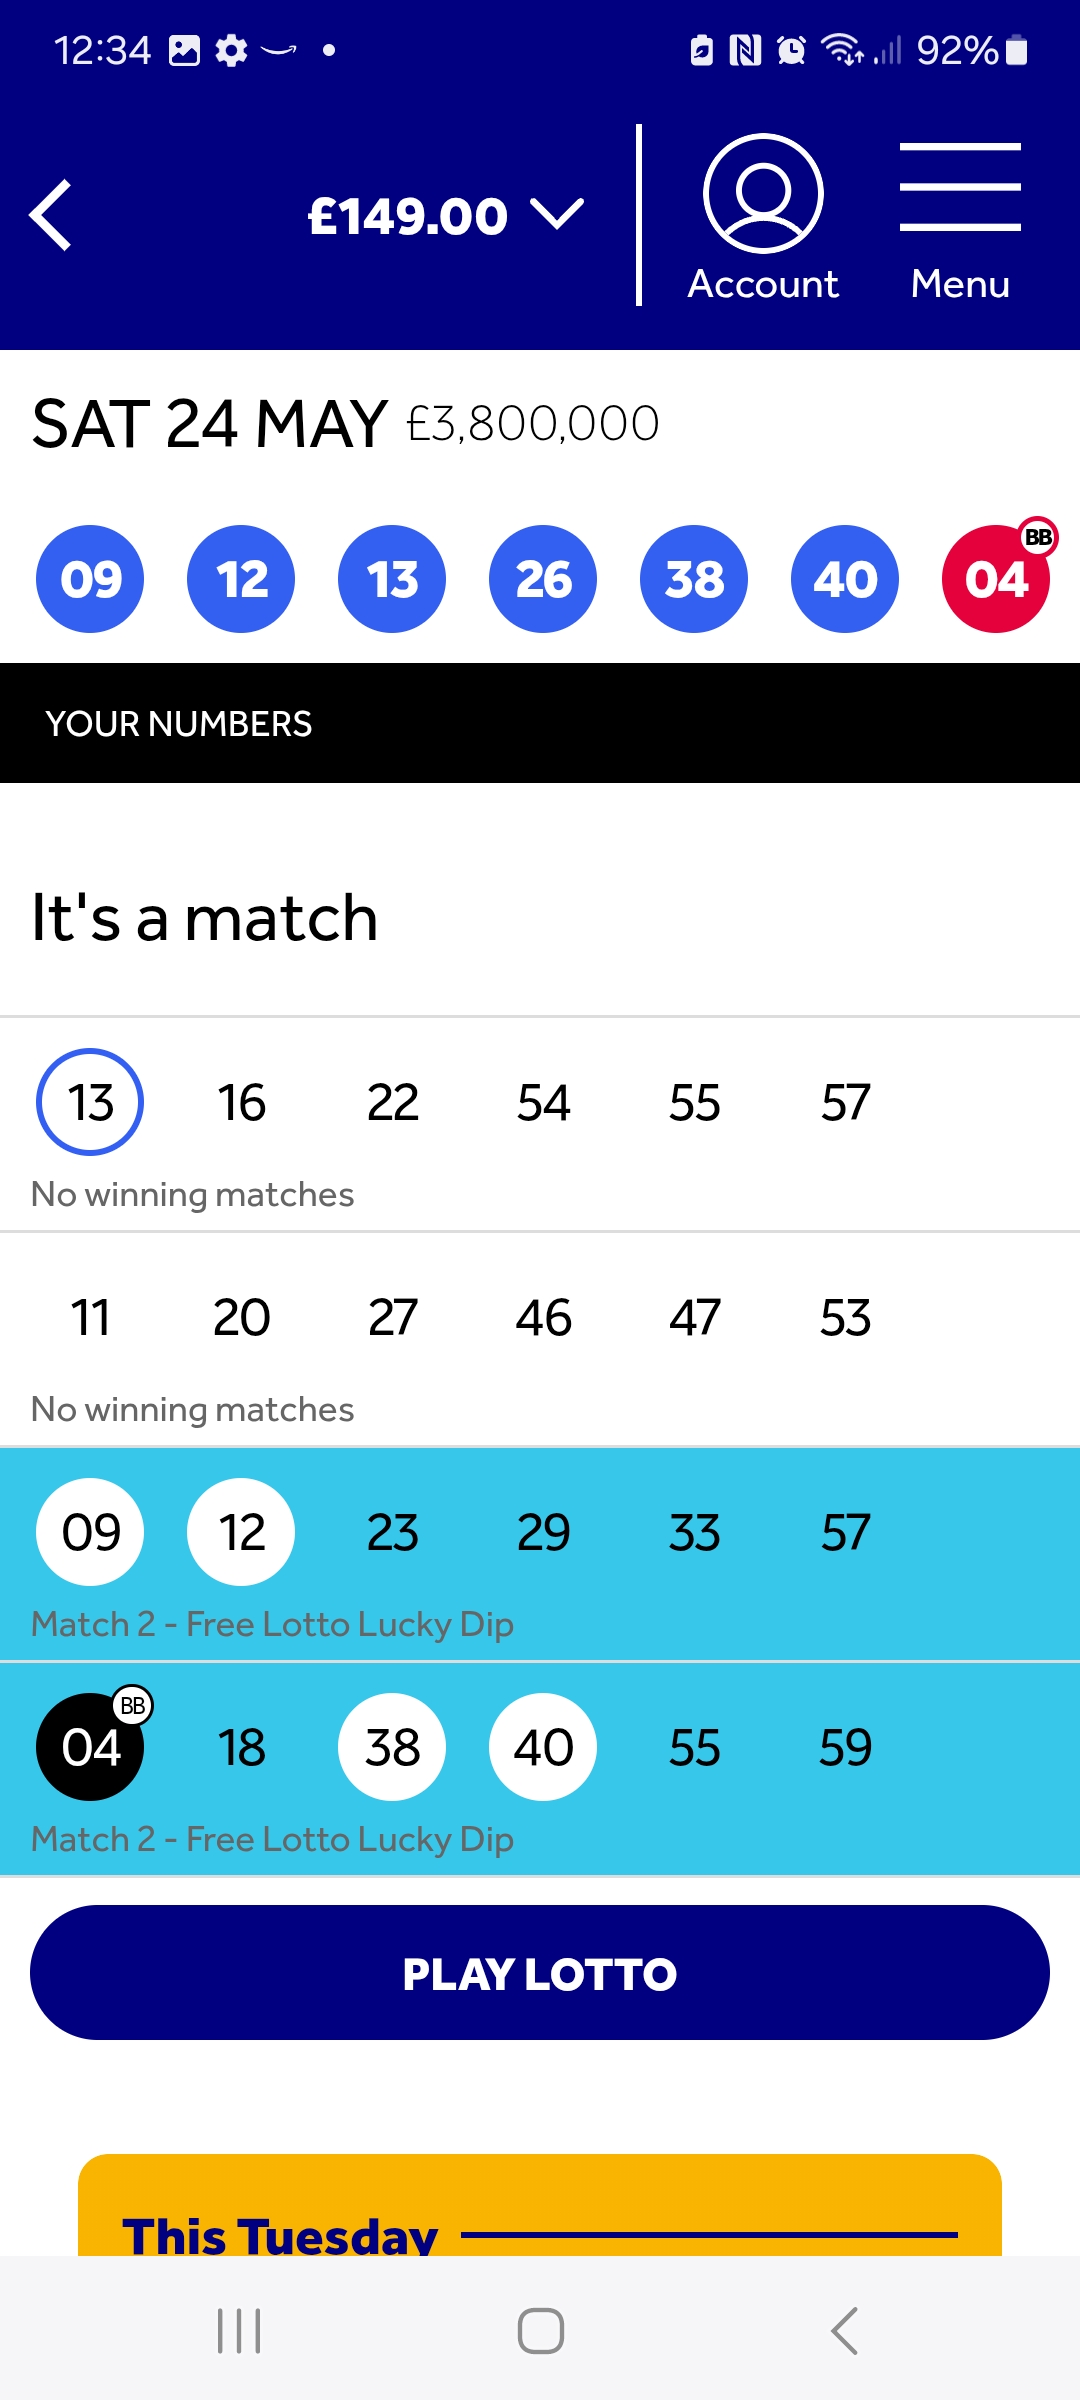 12:34 92%
£149.00
Account Menu
SAT 24 MAY £3,800,000
BB
09 12 13 26 38 40 04
YOUR NUMBERS
It's a match
13 16 22 54 55 57
No winning matches
11 20 27 46 47 53
No winning matches
09 12 23 29 33 57
Match 2 - Free Lotto Lucky Dip
BB
04 18 38 40 55 59
Match 2 - Free Lotto Lucky Dip
PLAY LOTTO
This Tuesday